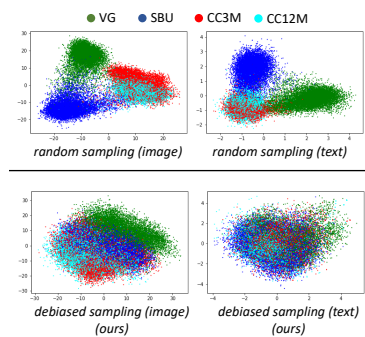 VG SBU CC3M CC12M
30
20
10
0
-10
-20
-20 -10 0 10 20
random sampling (image)
4
3
2
1
0
-1
-2
-2 -1 0 1 2 3 4
random sampling (text)
30
20
10
0
-10
-20
-30
-30 -20 -10 0 10 20 30
debiased sampling (image)
(ours)
4
2
0
-2
-4
-4 -2 0 2 4
debiased sampling (text)
(ours)